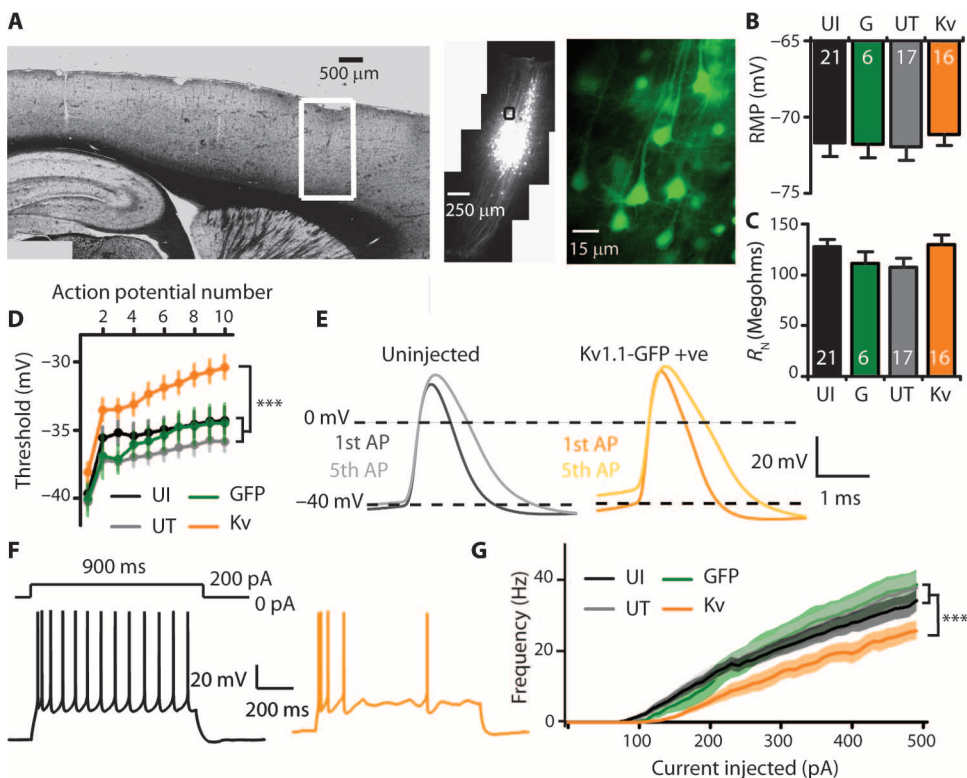 A
500 μm
250 μm
15 μm
B
UI G UT Kv
−65
−70
−75
RMP (mV)
21 6 17 16
C
150
100
50
0
R_N (Megohms)
21 6 17 16
UI G UT Kv
D
Action potential number
2 4 6 8 10
−30
−35
−40
Threshold (mV)
***
UI GFP
UT Kv
E
Uninjected
Kv1.1-GFP +ve
0 mV
1st AP
5th AP
1st AP
5th AP
−40 mV
20 mV
1 ms
F
900 ms
200 pA
0 pA
20 mV
200 ms
G
UI GFP
UT Kv
40
20
0
Frequency (Hz)
***
100 200 300 400 500
Current injected (pA)